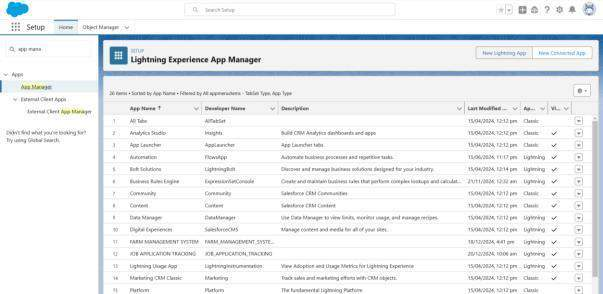 Search Setup
Setup Home Object Manager
app mana
Apps
App Manager
External Client Apps
External Client App Manager
Didn't find what you're looking for?
Try using Global Search.
SETUP
Lightning Experience App Manager
New Lightning App New Connected App
26 items • Sorted by App Name • Filtered by All appmenuitems - TabSet Type, App Type
App Name ↑ Developer Name Description Last Modified ... Ap... Vi...
1 All Tabs AllTabSet 15/04/2024, 12:12 pm Classic
2 Analytics Studio Insights Build CRM Analytics dashboards and apps 15/04/2024, 12:12 pm Classic
3 App Launcher AppLauncher App Launcher tabs 15/04/2024, 12:12 pm Classic
4 Automation FlowsApp Automate business processes and repetitive tasks. 15/06/2024, 11:17 pm Lightning
5 Bolt Solutions LightningBolt Discover and manage business solutions designed for your industry. 15/04/2024, 12:14 pm Lightning
6 Business Rules Engine ExpressionSetConsole Create and maintain business rules that perform complex lookups and calculat... 21/11/2024, 12:32 am Lightning
7 Community Community Salesforce CRM Communities 15/04/2024, 12:12 pm Classic
8 Content Content Salesforce CRM Content 15/04/2024, 12:12 pm Classic
9 Data Manager DataManager Use Data Manager to view limits, monitor usage, and manage recipes. 15/04/2024, 12:12 pm Lightning
10 Digital Experiences SalesforceCMS Manage content and media for all of your sites. 15/04/2024, 12:12 pm Lightning
11 FARM MANAGEMENT SYSTEM FARM_MANAGEMENT_SYSTE... 18/12/2024, 4:41 pm Lightning
12 JOB APPLICATION TRACKING JOB_APPLICATION_TRACKING 20/12/2024, 10:06 am Lightning
13 Lightning Usage App LightningInstrumentation View Adoption and Usage Metrics for Lightning Experience 15/04/2024, 12:12 pm Lightning
14 Marketing CRM Classic Marketing Track sales and marketing efforts with CRM objects. 15/04/2024, 12:12 pm Classic
15 Platform Platform The fundamental Lightning Platform 15/04/2024, 12:12 pm Classic